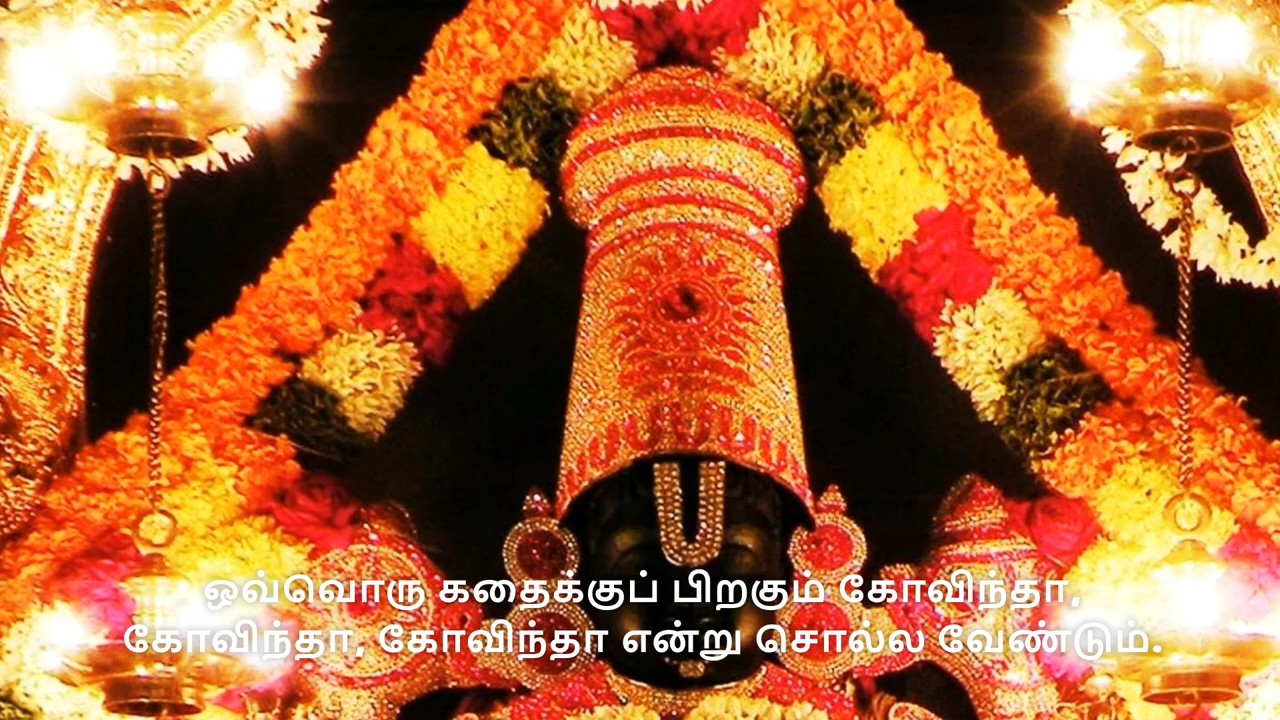 ஒவ்வொரு கதைக்குப் பிறகும் கோவிந்தா,
கோவிந்தா, கோவிந்தா என்று சொல்ல வேண்டும்.